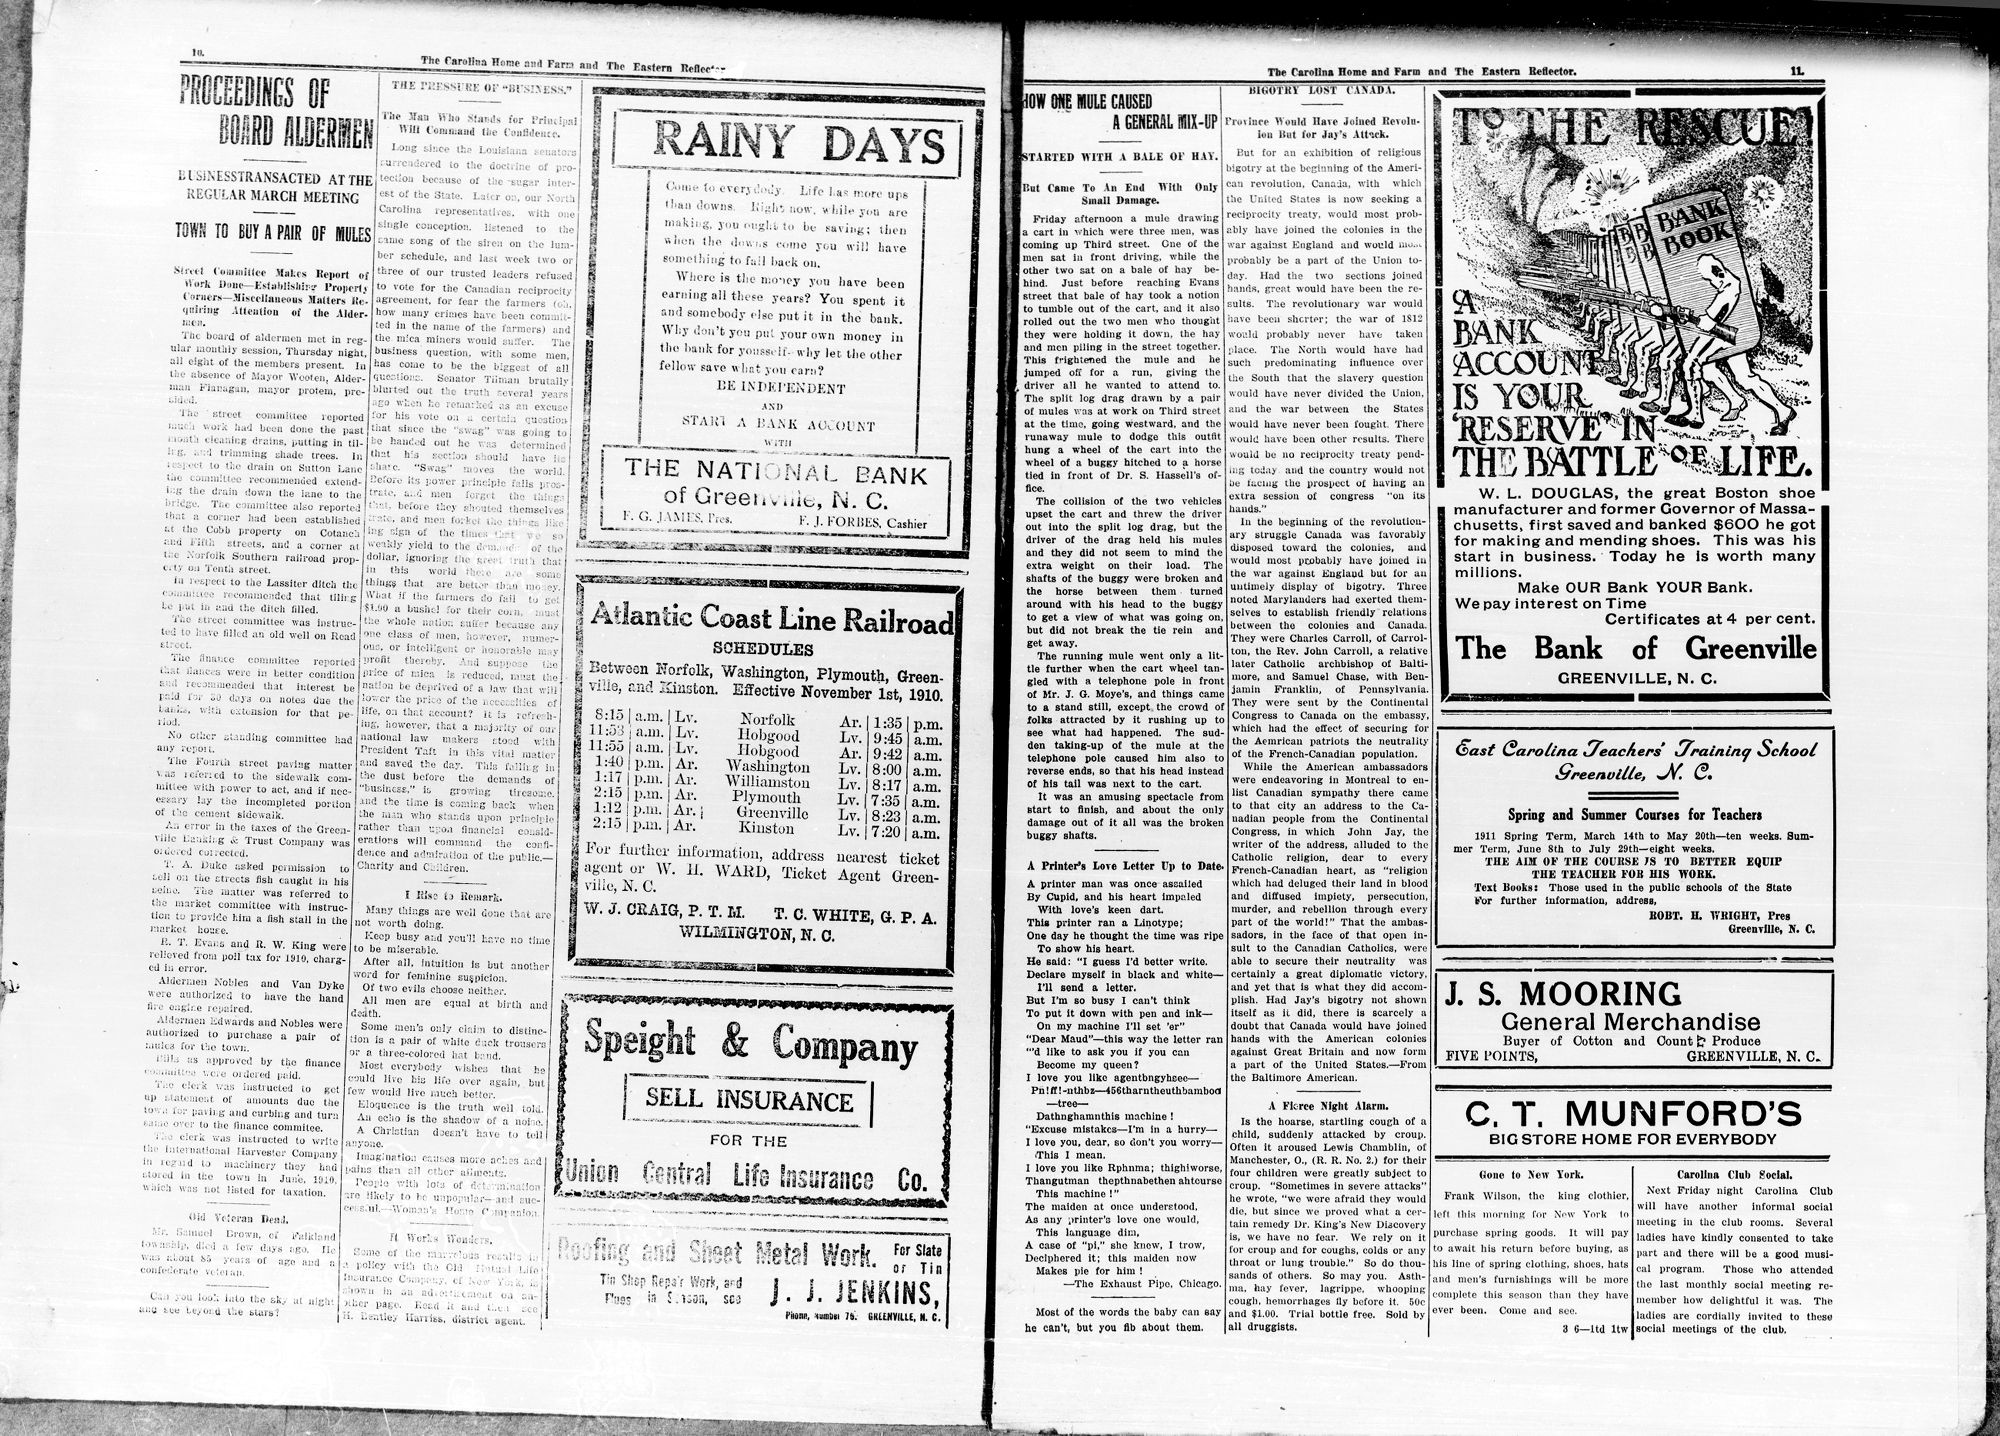 10.
The Carolina Home and Farm and The Eastern Reflector
PROCEEDINGS OF
BOARD ALDERMEN
BUSINESSTRANSACTED AT THE
REGULAR MARCH MEETING
TOWN TO BUY A PAIR OF MULES
Street Committee Makes Report of
Work Done—Establishing Property
Corners—Miscellaneous Matters Re-
quiring Attention of the Alder-
men.
The board of aldermen met in reg-
ular monthly session, Thursday night,
all eight of the members present. In
the absence of Mayor Wooten, Alder-
man Flanagan, mayor protem, pre-
sided.
The street committee reported
much work had been done the past
month cleaning drains, putting in til-
ing, and trimming shade trees. In
respect to the drain on Sutton Lane
the committee recommended extend-
ing the drain down the lane to the
bridge. The committee also reported
that a corner had been established
at the Cobb property on Cotanch
and Fifth streets, and a corner at
the Norfolk Southern railroad prop-
erty on Tenth street.
In respect to the Lassiter ditch the
committee recommended that tiling
be put in and the ditch filled.
The street committee was instruc-
ted to have filled an old well on Read
street.
The finance committee reported
that fiances were in better condition
and recommended that interest be
paid for 30 days on notes due the
banks, with extension for that pe-
riod.
No other standing committee had
any report.
The Fourth street paving matter
was referred to the sidewalk com-
mittee with power to act, and if nec-
essary lay the incompleted portion
of the cement sidewalk.
An error in the taxes of the Green-
ville Banking & Trust Company was
ordered corrected.
T. A. Duke asked permission to
sell on the streets fish caught in his
seine. The matter was referred to
the market committee with instruc-
tion to provide him a fish stall in the
market house.
R. T. Evans and R. W. King were
relieved from poll tax for 1910, charg-
ed in error.
Aldermen Nobles and Van Dyke
were authorized to have the hand
fire engine repaired.
Aldermen Edwards and Nobles were
authorized to purchase a pair of
mules for the town.
Bills as approved by the finance
committee were ordered paid.
The clerk was instructed to get
up statement of amounts due the
town for paving and curbing and turn
same over to the finance commitee.
The clerk was instructed to write
the International Harvester Company
in regard to machinery they had
stored in the town in June, 1910,
which was not listed for taxation.
Old Veteran Dead.
Mr. Samuel Brown, of Falkland
township, died a few days ago. He
was about 85 years of age and a
confederate veteran.
Can you look into the sky at night
and see beyond the stars?
THE PRESSURE OF "BUSINESS."
The Man Who Stands for Principal
Will Command the Confidence.
Long since the Louisiana senators
surrendered to the doctrine of pro-
tection because of the sugar inter-
est of the State. Later on, our North
Carolina representatives, with one
single conception, listened to the
same song of the siren on the lum-
ber schedule, and last week two or
three of our trusted leaders refused
to vote for the Canadian reciprocity
agreement, for fear the farmers (oh,
how many crimes have been commit-
ted in the name of the farmers) and
the mica miners would suffer. The
business question, with some men,
has come to be the biggest of all
questions. Senator Tilman brutally
blurted out the truth several years
ago when he remarked as an excuse
for his vote on a certain question
that since the "swag" was going to
be handed out he was determined
that his section should have its
share. "Swag" moves the world.
Before its power principle falls pros-
trate, and men forget the things
that, before they shouted themselves
and men forget the things like
ing sign of the times that we so
weakly yield to the demands of the
dollar, ignoring the great truth that
in this world there are some
things that are better than money.
What if the farmers do fail to get
$1.90 a bushel for their corn, must
the whole nation suffer because any
one class of men, however, numer-
ous, or intelligent or honorable may
profit thereby. And suppose the
price of mica is reduced, must the
nation be deprived of a law that will
lower the price of the necessities of
life, on that account? It is refresh-
ing, however, that a majority of our
national law makers stood with
President Taft in this vital matter
and saved the day. This falling in
the dust before the demands of
"business," is growing tiresome,
and the time is coming back when
the man who stands upon principle
rather than upon financial consid-
erations will command the confi-
dence and admiration of the public.—
Charity and Children.
I Rise to Remark.
Many things are well done that are
not worth doing.
Keep busy and you'll have no time
to be miserable.
After all, intuition is but another
word for feminine suspicion.
Of two evils choose neither.
All men are equal at birth and
death.
Some men's only claim to distinc-
tion is a pair of white duck trousers
or a three-colored hat band.
Most everybody wishes that he
could live his life over again, but
few would live much better.
Eloquence is the truth well told.
An echo is the shadow of a noise.
A Christian doesn't have to tell
anyone.
Imagination causes more aches and
pains than all other ailments.
People with lots of determination
are likely to be unpopular—and suc-
cessful.—Woman's Home Companion.
It Works Wonders.
Some of the marvelous results in
a policy with the Old Mutual Life
Insurance Company, of New York, is
shown in an advertisement on an-
other page. Read it and then see
H. Bentley Harriss, district agent.
RAINY DAYS
Come to everybody. Life has more ups
than downs. Right now, while you are
making, you ought to be saving; then
when the downs come you will have
something to fall back on.
Where is the money you have been
earning all these years? You spent it
and somebody else put it in the bank.
Why don't you put your own money in
the bank for yousself—why let the other
fellow save what you earn?
BE INDEPENDENT
AND
START A BANK ACCOUNT
WITH
THE NATIONAL BANK
of Greenville, N. C.
F. G. JAMES, Pres. F. J. FORBES, Cashier
Atlantic Coast Line Railroad
SCHEDULES
Between Norfolk, Washington, Plymouth, Green-
ville, and Kinston. Effective November 1st, 1910.
8:15 a.m. Lv. Norfolk Ar. 1:35 p.m.
11:53 a.m. Lv. Hobgood Lv. 9:45 a.m.
11:55 a.m. Lv. Hobgood Ar. 9:42 a.m.
1:40 p.m. Ar. Washington Lv. 8:00 a.m.
1:17 p.m. Ar. Williamston Lv. 8:17 a.m.
2:15 p.m. Ar. Plymouth Lv. 7:35 a.m.
1:12 p.m. Ar. Greenville Lv. 8:23 a.m.
2:15 p.m. Ar. Kinston Lv. 7:20 a.m.
For further information, address nearest ticket
agent or W. H. WARD, Ticket Agent Green-
ville, N. C.
W. J. CRAIG, P. T. M. T. C. WHITE, G. P. A.
WILMINGTON, N. C.
Speight & Company
SELL INSURANCE
FOR THE
Union Central Life Insurance Co.
Roofing and Sheet Metal Work. For Slate
or Tin
Tin Shop Repair Work, and
Flues in Season, see
J. J. JENKINS,
Phone, Number 76. GREENVILLE, N. C.
The Carolina Home and Farm and The Eastern Reflector.
11.
HOW ONE MULE CAUSED
A GENERAL MIX-UP
STARTED WITH A BALE OF HAY.
But Came To An End With Only
Small Damage.
Friday afternoon a mule drawing
a cart in which were three men, was
coming up Third street. One of the
men sat in front driving, while the
other two sat on a bale of hay be-
hind. Just before reaching Evans
street that bale of hay took a notion
to tumble out of the cart, and it also
rolled out the two men who thought
they were holding it down, the hay
and men piling in the street together.
This frightened the mule and he
jumped off for a run, giving the
driver all he wanted to attend to.
The split log drag drawn by a pair
of mules was at work on Third street
at the time, going westward, and the
runaway mule to dodge this outfit
hung a wheel of the cart into the
wheel of a buggy hitched to a horse
tied in front of Dr. S. Hassell's of-
fice.
The collision of the two vehicles
upset the cart and threw the driver
out into the split log drag, but the
driver of the drag held his mules
and they did not seem to mind the
extra weight on their load. The
shafts of the buggy were broken and
the horse between them turned
around with his head to the buggy
to get a view of what was going on,
but did not break the tie rein and
get away.
The running mule went only a lit-
tle further when the cart wheel tan-
gled with a telephone pole in front
of Mr. J. G. Moye's, and things came
to a stand still, except the crowd of
folks attracted by it rushing up to
see what had happened. The sud-
den taking-up of the mule at the
telephone pole caused him also to
reverse ends, so that his head instead
of his tail was next to the cart.
It was an amusing spectacle from
start to finish, and about the only
damage out of it all was the broken
buggy shafts.
A Printer's Love Letter Up to Date.
A printer man was once assailed
By Cupid, and his heart impaled
With love's keen dart.
This printer ran a Linotype;
One day he thought the time was ripe
To show his heart.
He said: "I guess I'd better write.
Declare myself in black and white—
I'll send a letter.
But I'm so busy I can't think
To put it down with pen and ink—
On my machine I'll set 'er"
"Dear Maud"—this way the letter ran
"'d like to ask you if you can
Become my queen?
I love you like agentbngyhsee—
Pn!ff!-nthbz—456tharntheuthbamboa
—tree—
Dathnghamnthis machine!
"Excuse mistakes—I'm in a hurry—
I love you, dear, so don't you worry—
This I mean.
I love you like Rphnma; thighiworse,
Thangutman thepthnabethen ahtcourse
This machine!"
The maiden at once understood,
As any printer's love one would,
This language dim,
A case of "pi," she knew, I trow,
Deciphered it; this maiden now
Makes pie for him!
—The Exhaust Pipe, Chicago.
Most of the words the baby can say
he can't, but you fib about them.
BIGOTRY LOST CANADA.
Province Would Have Joined Revolu-
ion But for Jay's Attack.
But for an exhibition of religious
bigotry at the beginning of the Ameri-
can revolution, Canada, with which
the United States is now seeking a
reciprocity treaty, would most prob-
ably have joined the colonies in the
war against England and would most
probably be a part of the Union to-
day. Had the two sections joined
hands, great would have been the re-
sults. The revolutionary war would
have been shorter; the war of 1812
would probably never have taken
place. The North would have had
such predominating influence over
the South that the slavery question
would have never divided the Union,
and the war between the States
would have never been fought. There
would have been other results. There
would be no reciprocity treaty pend-
ing today and the country would not
be facing the prospect of having an
extra session of congress "on its
hands."
In the beginning of the revolution-
ary struggle Canada was favorably
disposed toward the colonies, and
would most probably have joined in
the war against England but for an
untimely display of bigotry. Three
noted Marylanders had exerted them-
selves to establish friendly relations
between the colonies and Canada.
They were Charles Carroll, of Carrol-
ton, the Rev. John Carroll, a relative
later Catholic archbishop of Balti-
more, and Samuel Chase, with Ben-
jamin Franklin, of Pennsylvania.
They were sent by the Continental
Congress to Canada on the embassy,
which had the effect of securing for
the Aemrican patriots the neutrality
of the French-Canadian population.
While the American ambassadors
were endeavoring in Montreal to en-
list Canadian sympathy there came
to that city an address to the Ca-
nadian people from the Continental
Congress, in which John Jay, the
writer of the address, alluded to the
Catholic religion, dear to every
French-Canadian heart, as "religion
which had deluged their land in blood
and diffused impiety, persecution,
murder, and rebellion through every
part of the world!" That the ambas-
sadors, in the face of that open in-
sult to the Canadian Catholics, were
able to secure their neutrality was
certainly a great diplomatic victory,
and yet that is what they did accom-
plish. Had Jay's bigotry not shown
itself as it did, there is scarcely a
doubt that Canada would have joined
hands with the American colonies
against Great Britain and now form
a part of the United States.—From
the Baltimore American.
A Fierce Night Alarm.
Is the hoarse, startling cough of a
child, suddenly attacked by croup.
Often it aroused Lewis Chamblin, of
Manchester, O., (R. R. No. 2,) for their
four children were greatly subject to
croup. "Sometimes in severe attacks"
he wrote, "we were afraid they would
die, but since we proved what a cer-
tain remedy Dr. King's New Discovery
is, we have no fear. We rely on it
for croup and for coughs, colds or any
throat or lung trouble." So do thou-
sands of others. So may you. Asth-
ma, hay fever, lagrippe, whooping
cough, hemorrhages fly before it. 50c
and $1.00. Trial bottle free. Sold by
all druggists.
TO THE RESCUE!
BANK
BOOK
A
BANK
ACCOUNT
IS YOUR
'RESERVE' IN
THE BATTLE OF LIFE.
W. L. DOUGLAS, the great Boston shoe
manufacturer and former Governor of Massa-
chusetts, first saved and banked $600 he got
for making and mending shoes. This was his
start in business. Today he is worth many
millions.
Make OUR Bank YOUR Bank.
We pay interest on Time
Certificates at 4 per cent.
The Bank of Greenville
GREENVILLE, N. C.
East Carolina Teachers' Training School
Greenville, N. C.
Spring and Summer Courses for Teachers
1911 Spring Term, March 14th to May 20th—ten weeks. Sum-
mer Term, June 8th to July 29th—eight weeks.
THE AIM OF THE COURSE IS TO BETTER EQUIP
THE TEACHER FOR HIS WORK.
Text Books: Those used in the public schools of the State
For further information, address,
ROBT. H. WRIGHT, Pres
Greenville, N. C.
J. S. MOORING
General Merchandise
Buyer of Cotton and Country Produce
FIVE POINTS, GREENVILLE, N. C.
C. T. MUNFORD'S
BIG STORE HOME FOR EVERYBODY
Gone to New York.
Frank Wilson, the king clothier,
left this morning for New York to
purchase spring goods. It will pay
to await his return before buying, as
his line of spring clothing, shoes, hats
and men's furnishings will be more
complete this season than they have
ever been. Come and see.
3 6—ltd 1tw
Carolina Club Social.
Next Friday night Carolina Club
will have another informal social
meeting in the club rooms. Several
ladies have kindly consented to take
part and there will be a good musi-
cal program. Those who attended
the last monthly social meeting re-
member how delightful it was. The
ladies are cordially invited to these
social meetings of the club.